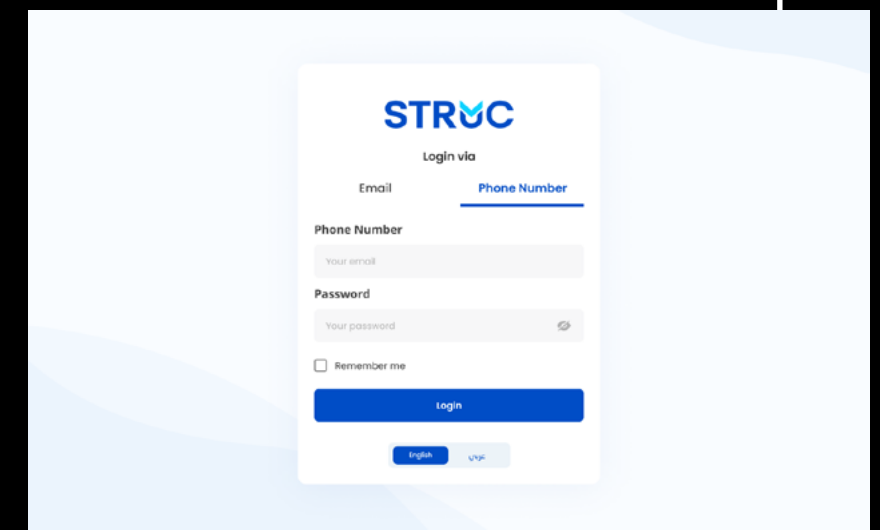 STRUC
Login via
Email Phone Number
Phone Number
Your email
Password
Your password
Remember me
Login
English عربي